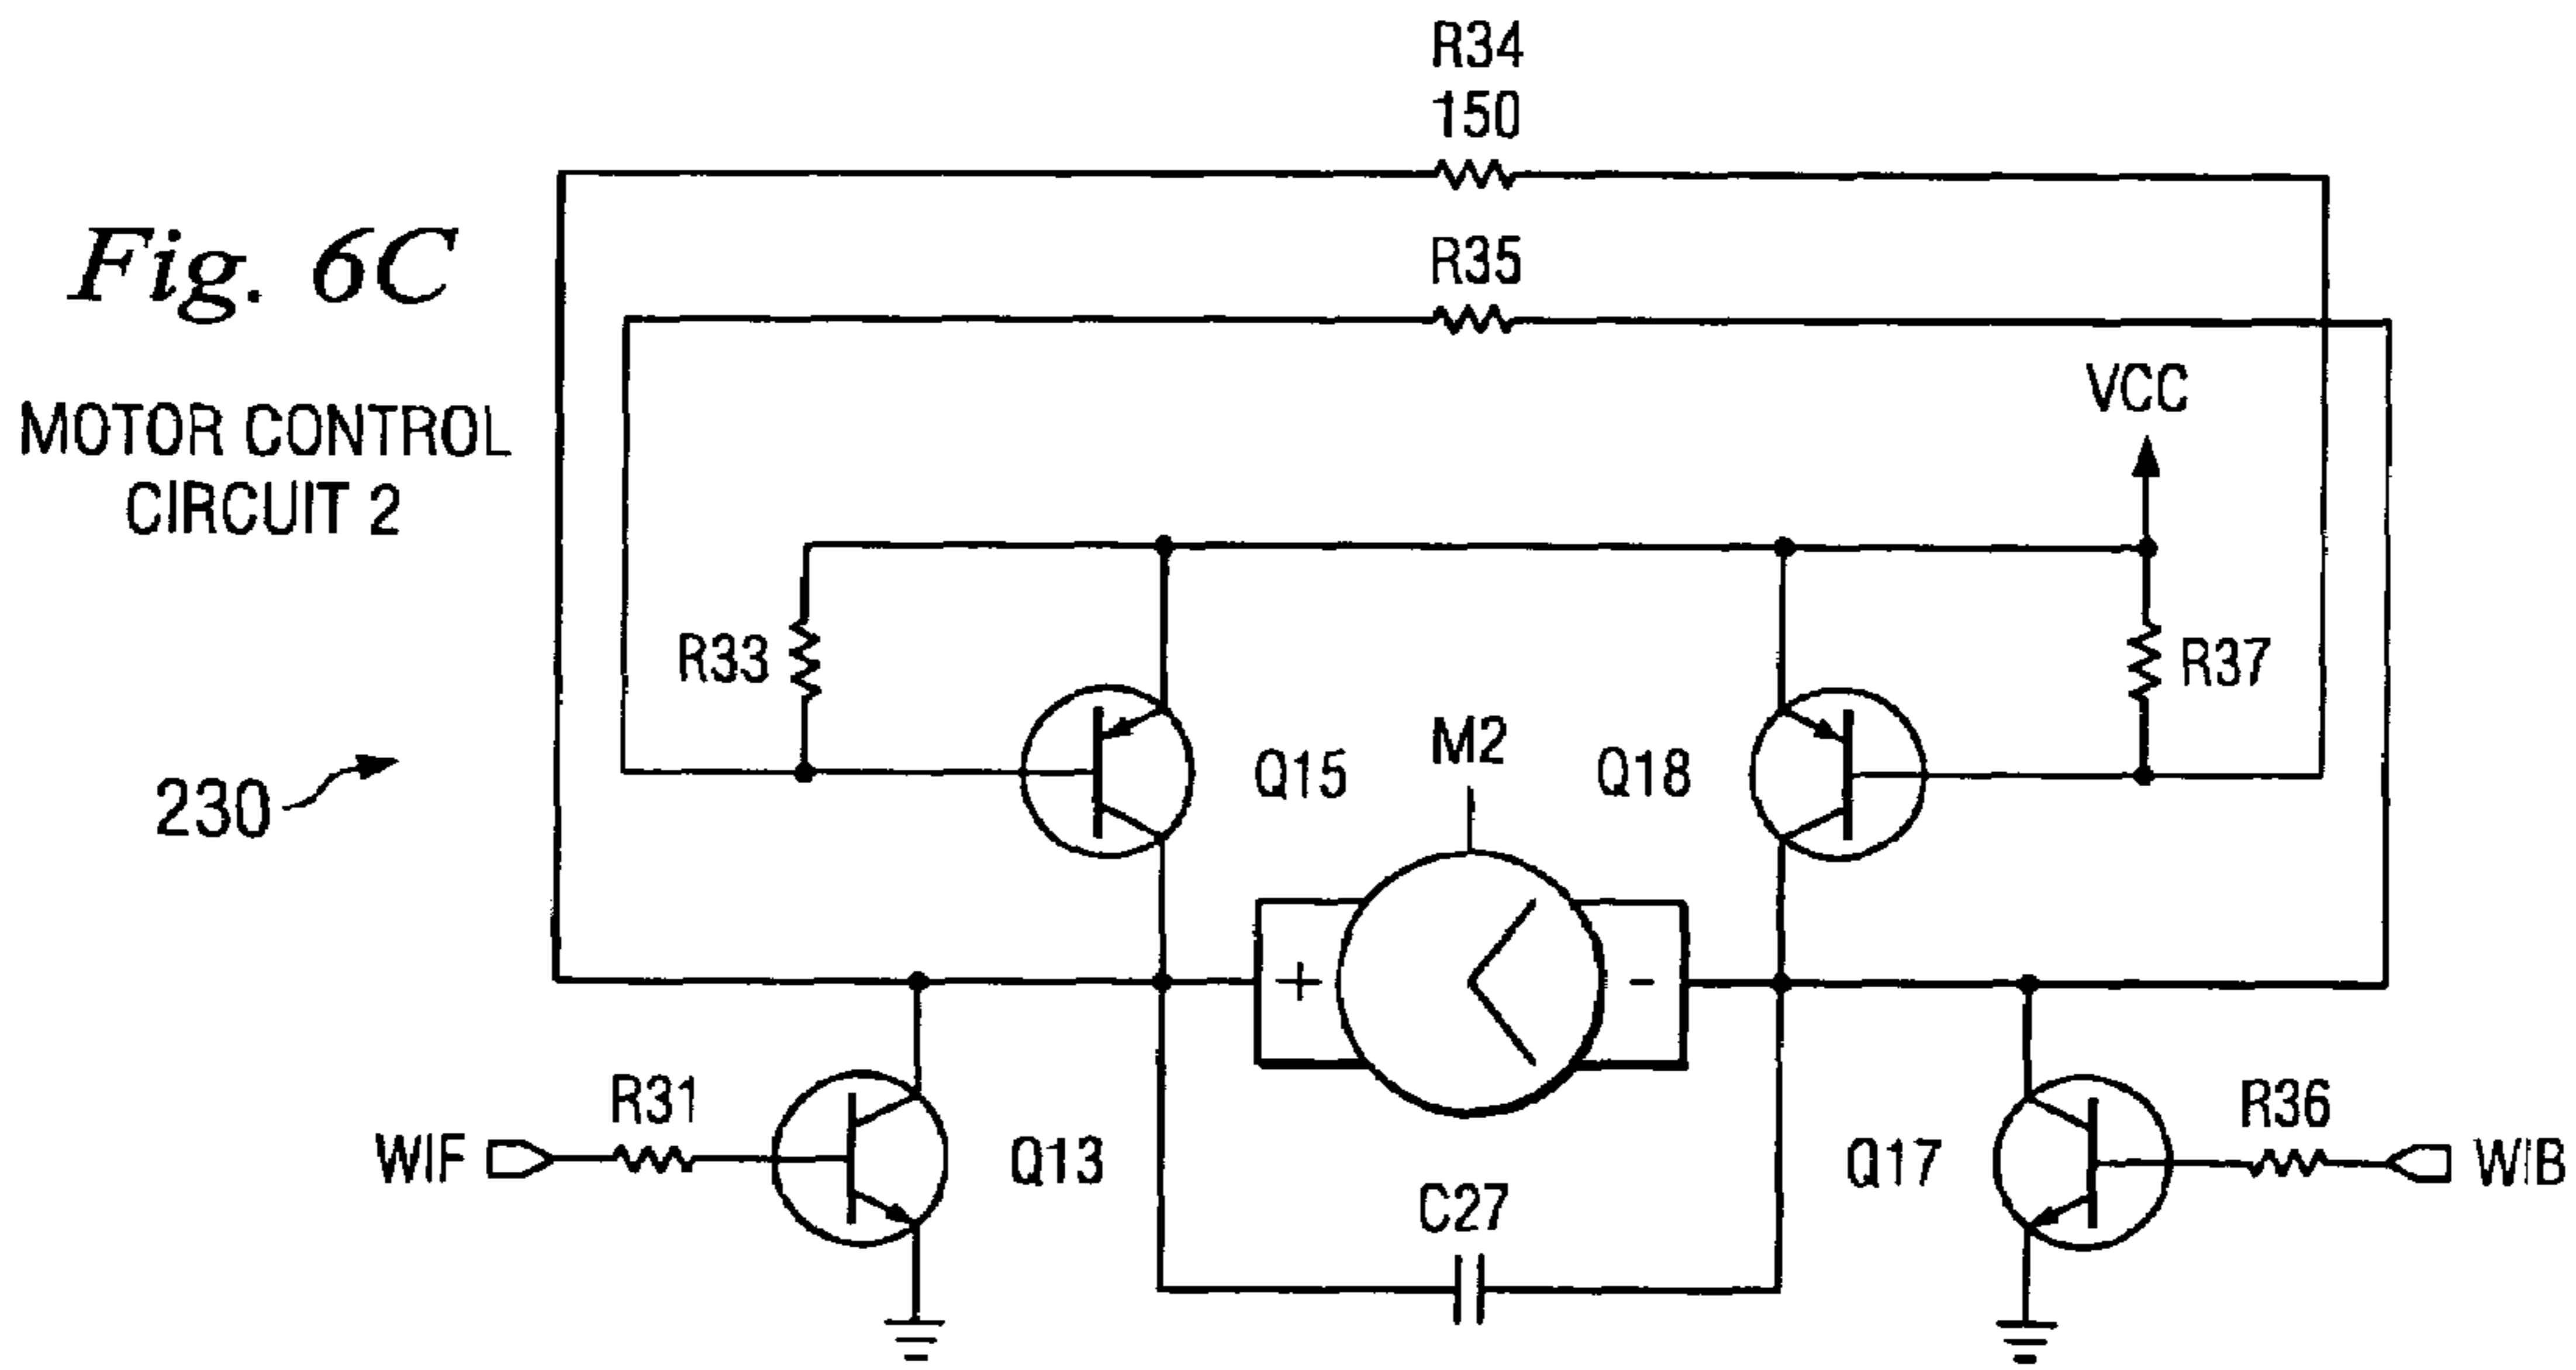 Fig. 6C
MOTOR CONTROL
CIRCUIT 2
230
R34
150
R35
VCC
R33
R37
Q15
M2
Q18
+
-
WIF
R31
Q13
Q17
R36
WIB
C27